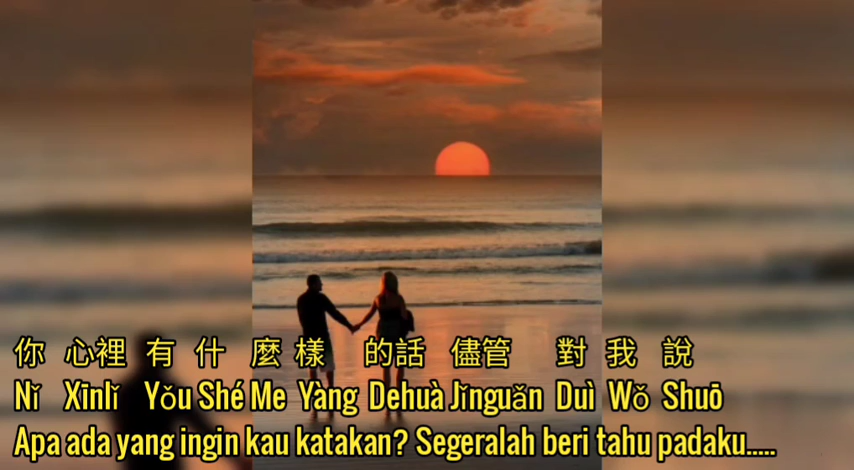 你 心裡 有 什 麼 樣 的話 儘管 對 我 說
Nǐ Xīnlǐ Yǒu Shé Me Yàng Dehuà Jǐnguǎn Duì Wǒ Shuō
Apa ada yang ingin kau katakan? Segeralah beri tahu padaku.....